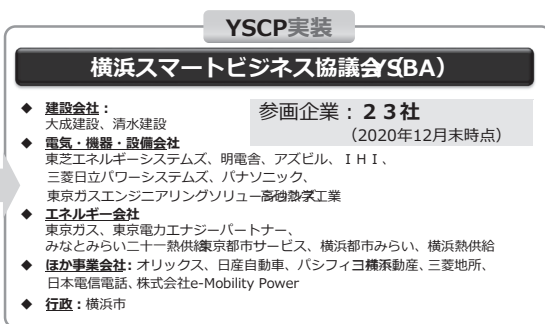 YSCP実装
横浜スマートビジネス協議会(YSBA)
参画企業：２３社
（2020年12月末時点）
◆ 建設会社：
大成建設、清水建設
◆ 電気・機器・設備会社
東芝エネルギーシステムズ、明電舎、アズビル、ＩＨＩ、
三菱日立パワーシステムズ、パナソニック、
東京ガスエンジニアリングソリューションズ、高砂熱学工業
◆ エネルギー会社
東京ガス、東京電力エナジーパートナー、
みなとみらい二十一熱供給、東京都市サービス、横浜都市みらい、横浜熱供給
◆ ほか事業会社：オリックス、日産自動車、パシフィコ横浜、三井不動産、三菱地所、
日本電信電話、株式会社e-Mobility Power
◆ 行政：横浜市